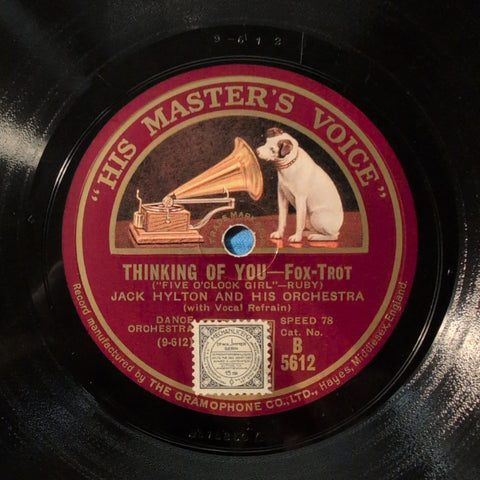 9-612
"HIS MASTER'S VOICE"
TRADE MARK
THINKING OF YOU—FOX-TROT
("FIVE O'CLOCK GIRL"—RUBY)
JACK HYLTON AND HIS ORCHESTRA
(with Vocal Refrain)
DANCE
ORCHESTRA
(9-612)
SPEED 78
Cat. No.
B
5612
Record manufactured by THE GRAMOPHONE CO., LTD., Hayes, Middlesex, England.